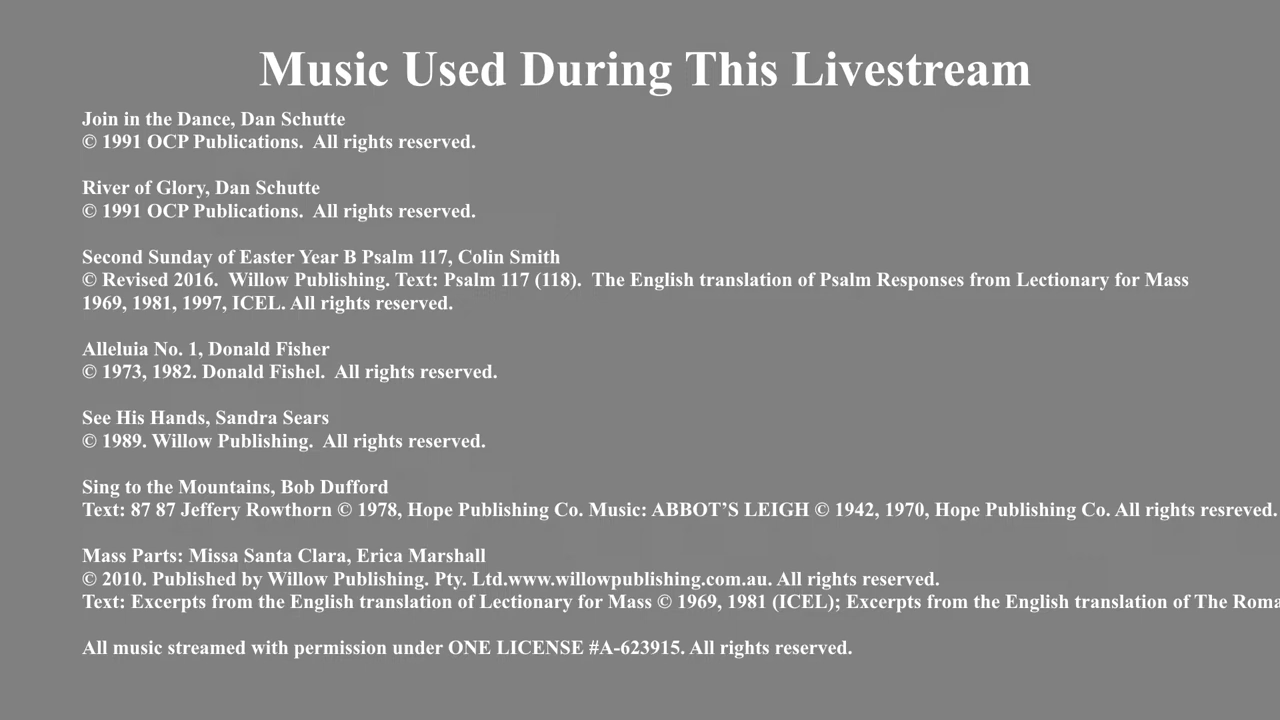 Music Used During This Livestream
Join in the Dance, Dan Schutte
© 1991 OCP Publications.  All rights reserved.
River of Glory, Dan Schutte
© 1991 OCP Publications.  All rights reserved.
Second Sunday of Easter Year B Psalm 117, Colin Smith
© Revised 2016.  Willow Publishing. Text: Psalm 117 (118).  The English translation of Psalm Responses from Lectionary for Mass
1969, 1981, 1997, ICEL. All rights reserved.
Alleluia No. 1, Donald Fisher
© 1973, 1982. Donald Fishel.  All rights reserved.
See His Hands, Sandra Sears
© 1989. Willow Publishing.  All rights reserved.
Sing to the Mountains, Bob Dufford
Text: 87 87 Jeffery Rowthorn © 1978, Hope Publishing Co. Music: ABBOT’S LEIGH © 1942, 1970, Hope Publishing Co. All rights resreved.
Mass Parts: Missa Santa Clara, Erica Marshall
© 2010. Published by Willow Publishing. Pty. Ltd.www.willowpublishing.com.au. All rights reserved.
Text: Excerpts from the English translation of Lectionary for Mass © 1969, 1981 (ICEL); Excerpts from the English translation of The Roma
All music streamed with permission under ONE LICENSE #A-623915. All rights reserved.